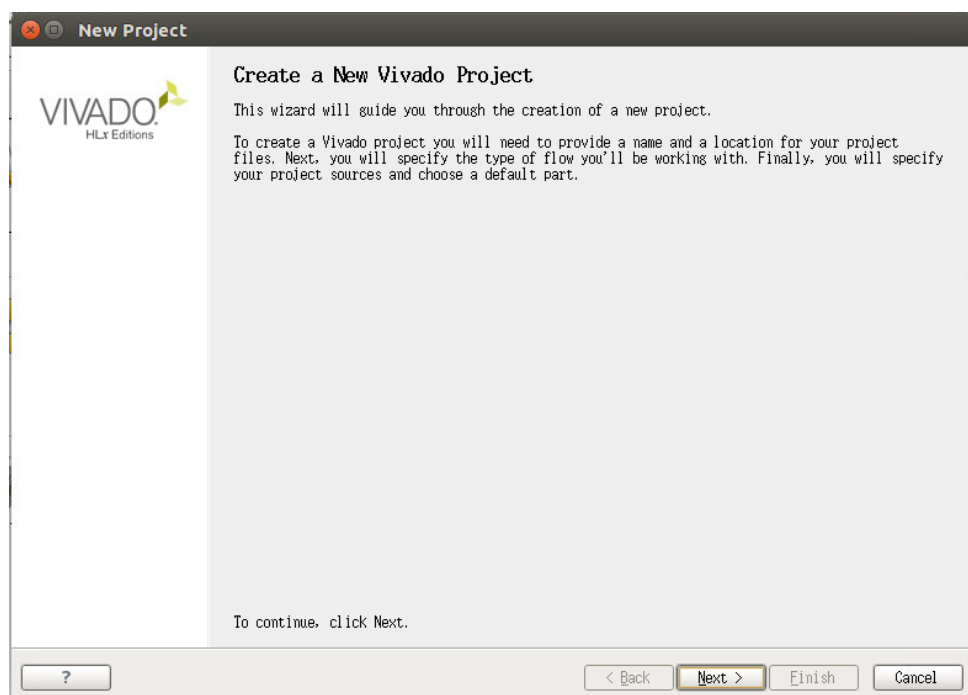 New Project
VIVADO.
HLx Editions
Create a New Vivado Project
This wizard will guide you through the creation of a new project.
To create a Vivado project you will need to provide a name and a location for your project
files. Next, you will specify the type of flow you'll be working with. Finally, you will specify
your project sources and choose a default part.
To continue, click Next.
?
< Back
Next >
Finish
Cancel